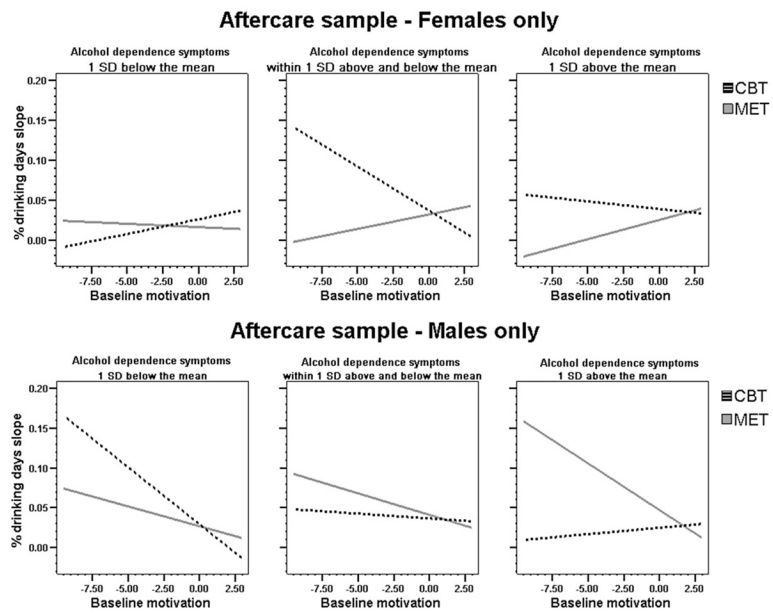 Aftercare sample - Females only
Alcohol dependence symptoms
1 SD below the mean
Alcohol dependence symptoms
within 1 SD above and below the mean
Alcohol dependence symptoms
1 SD above the mean
CBT
MET
% drinking days slope
0.20
0.15
0.10
0.05
0.00
-7.50 -5.00 -2.50 0.00 2.50
-7.50 -5.00 -2.50 0.00 2.50
-7.50 -5.00 -2.50 0.00 2.50
Baseline motivation
Baseline motivation
Baseline motivation
Aftercare sample - Males only
Alcohol dependence symptoms
1 SD below the mean
Alcohol dependence symptoms
within 1 SD above and below the mean
Alcohol dependence symptoms
1 SD above the mean
CBT
MET
% drinking days slope
0.20
0.15
0.10
0.05
0.00
-7.50 -5.00 -2.50 0.00 2.50
-7.50 -5.00 -2.50 0.00 2.50
-7.50 -5.00 -2.50 0.00 2.50
Baseline motivation
Baseline motivation
Baseline motivation